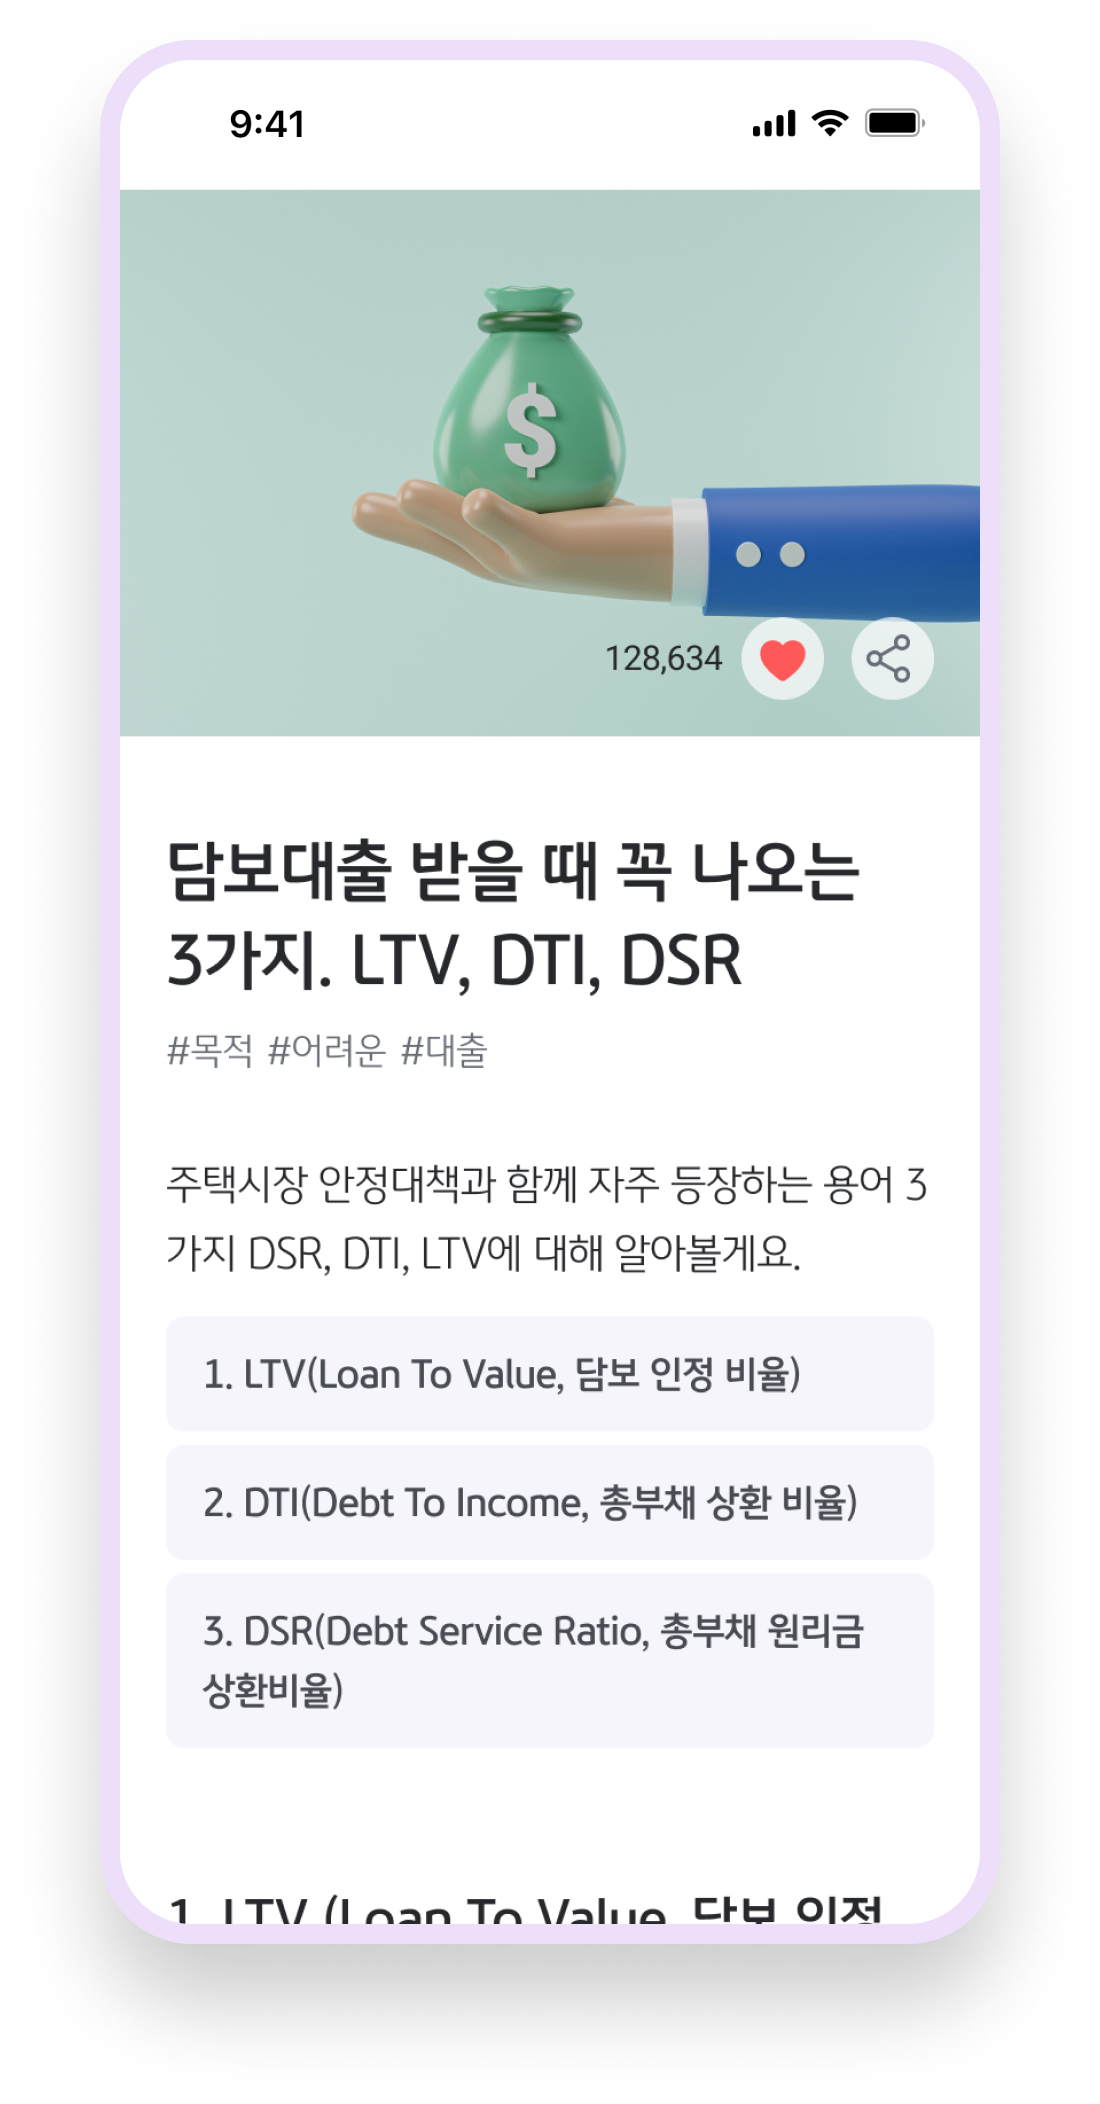 9:41
$
128,634
담보대출 받을 때 꼭 나오는
3가지. LTV, DTI, DSR
#목적 #어려운 #대출
주택시장 안정대책과 함께 자주 등장하는 용어 3
가지 DSR, DTI, LTV에 대해 알아볼게요.
1. LTV(Loan To Value, 담보 인정 비율)
2. DTI(Debt To Income, 총부채 상환 비율)
3. DSR(Debt Service Ratio, 총부채 원리금
상환비율)
1. LTV (Loan To Value, 담보 인정